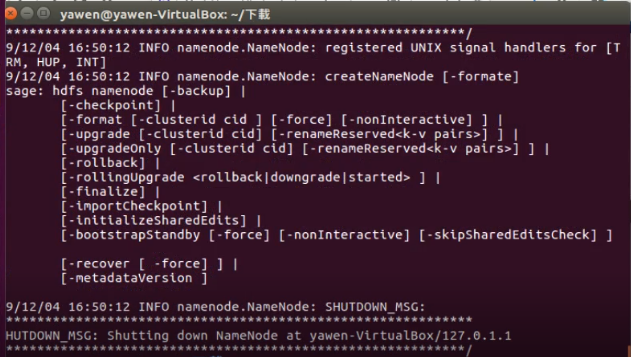 yawen@yawen-VirtualBox: ~/下載
************************************************************/
9/12/04 16:50:12 INFO namenode.NameNode: registered UNIX signal handlers for [T
RM, HUP, INT]
9/12/04 16:50:12 INFO namenode.NameNode: createNameNode [-formate]
sage: hdfs namenode [-backup] |
[-checkpoint] |
[-format [-clusterid cid ] [-force] [-nonInteractive] ] |
[-upgrade [-clusterid cid] [-renameReserved<k-v pairs>] ] |
[-upgradeOnly [-clusterid cid] [-renameReserved<k-v pairs>] ] |
[-rollback] |
[-rollingUpgrade <rollback|downgrade|started> ] |
[-finalize] |
[-importCheckpoint] |
[-initializeSharedEdits] |
[-bootstrapStandby [-force] [-nonInteractive] [-skipSharedEditsCheck] ]
[-recover [ -force] ] |
[-metadataVersion ]
9/12/04 16:50:12 INFO namenode.NameNode: SHUTDOWN_MSG:
************************************************************
HUTDOWN_MSG: Shutting down NameNode at yawen-VirtualBox/127.0.1.1
************************************************************/